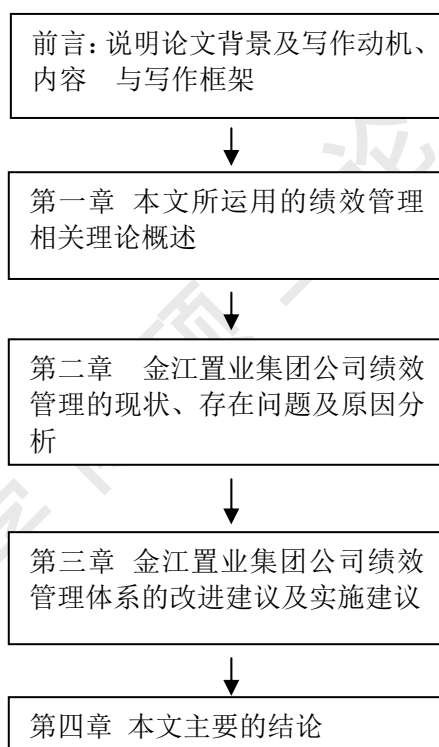 前言：说明论文背景及写作动机、
内容　与写作框架
第一章 本文所运用的绩效管理
相关理论概述
第二章　金江置业集团公司绩效
管理的现状、存在问题及原因分
析
第三章 金江置业集团公司绩效
管理体系的改进建议及实施建议
第四章 本文主要的结论